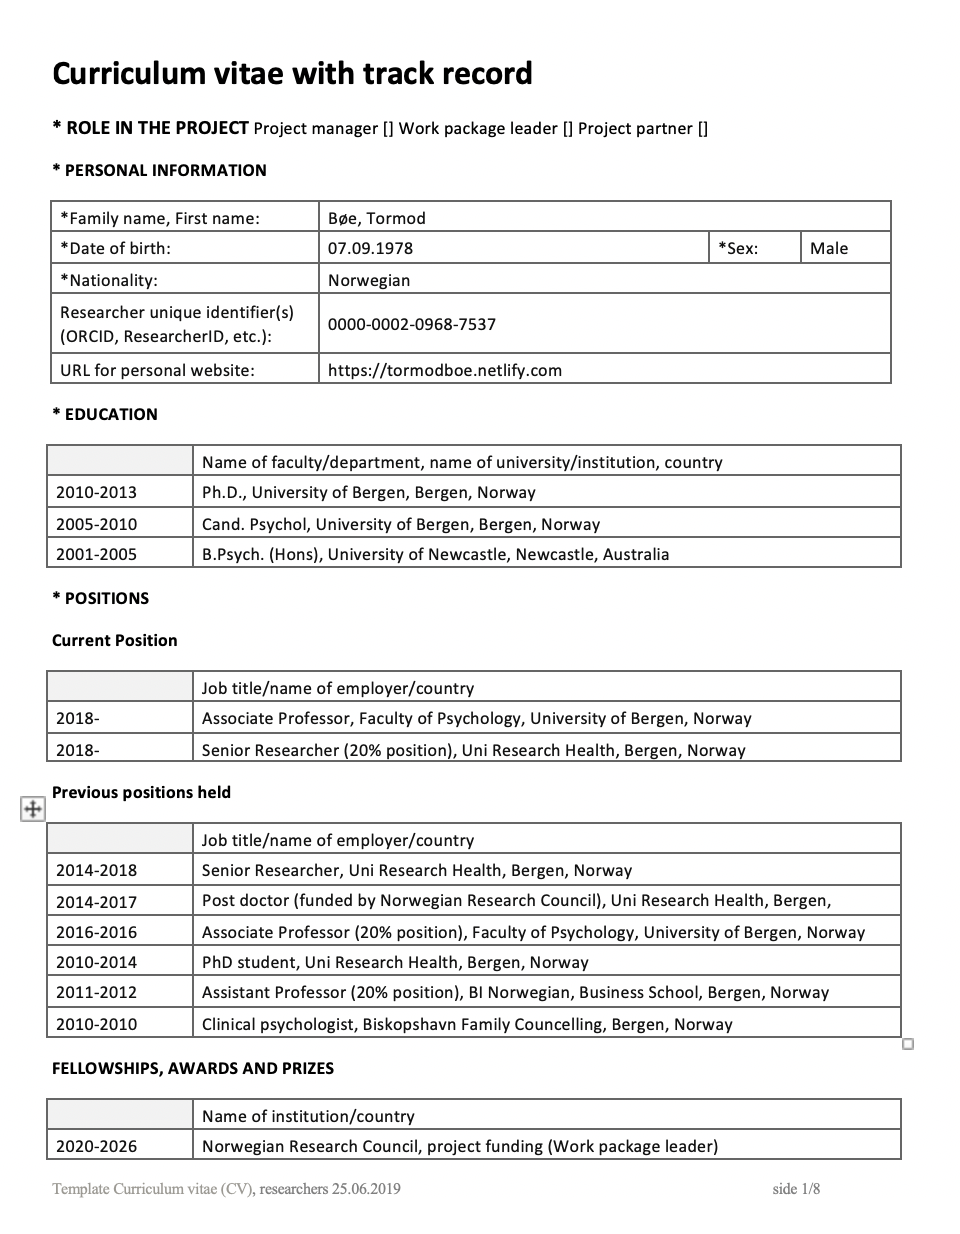 Curriculum vitae with track record
* ROLE IN THE PROJECT Project manager [] Work package leader [] Project partner []
* PERSONAL INFORMATION
*Family name, First name: Bøe, Tormod
*Date of birth: 07.09.1978 *Sex: Male
*Nationality: Norwegian
Researcher unique identifier(s)
(ORCID, ResearcherID, etc.): 0000-0002-0968-7537
URL for personal website: https://tormodboe.netlify.com
* EDUCATION
Name of faculty/department, name of university/institution, country
2010-2013 Ph.D., University of Bergen, Bergen, Norway
2005-2010 Cand. Psychol, University of Bergen, Bergen, Norway
2001-2005 B.Psych. (Hons), University of Newcastle, Newcastle, Australia
* POSITIONS
Current Position
Job title/name of employer/country
2018- Associate Professor, Faculty of Psychology, University of Bergen, Norway
2018- Senior Researcher (20% position), Uni Research Health, Bergen, Norway
Previous positions held
Job title/name of employer/country
2014-2018 Senior Researcher, Uni Research Health, Bergen, Norway
2014-2017 Post doctor (funded by Norwegian Research Council), Uni Research Health, Bergen,
2016-2016 Associate Professor (20% position), Faculty of Psychology, University of Bergen, Norway
2010-2014 PhD student, Uni Research Health, Bergen, Norway
2011-2012 Assistant Professor (20% position), BI Norwegian, Business School, Bergen, Norway
2010-2010 Clinical psychologist, Biskopshavn Family Councelling, Bergen, Norway
FELLOWSHIPS, AWARDS AND PRIZES
Name of institution/country
2020-2026 Norwegian Research Council, project funding (Work package leader)
Template Curriculum vitae (CV), researchers 25.06.2019 side 1/8